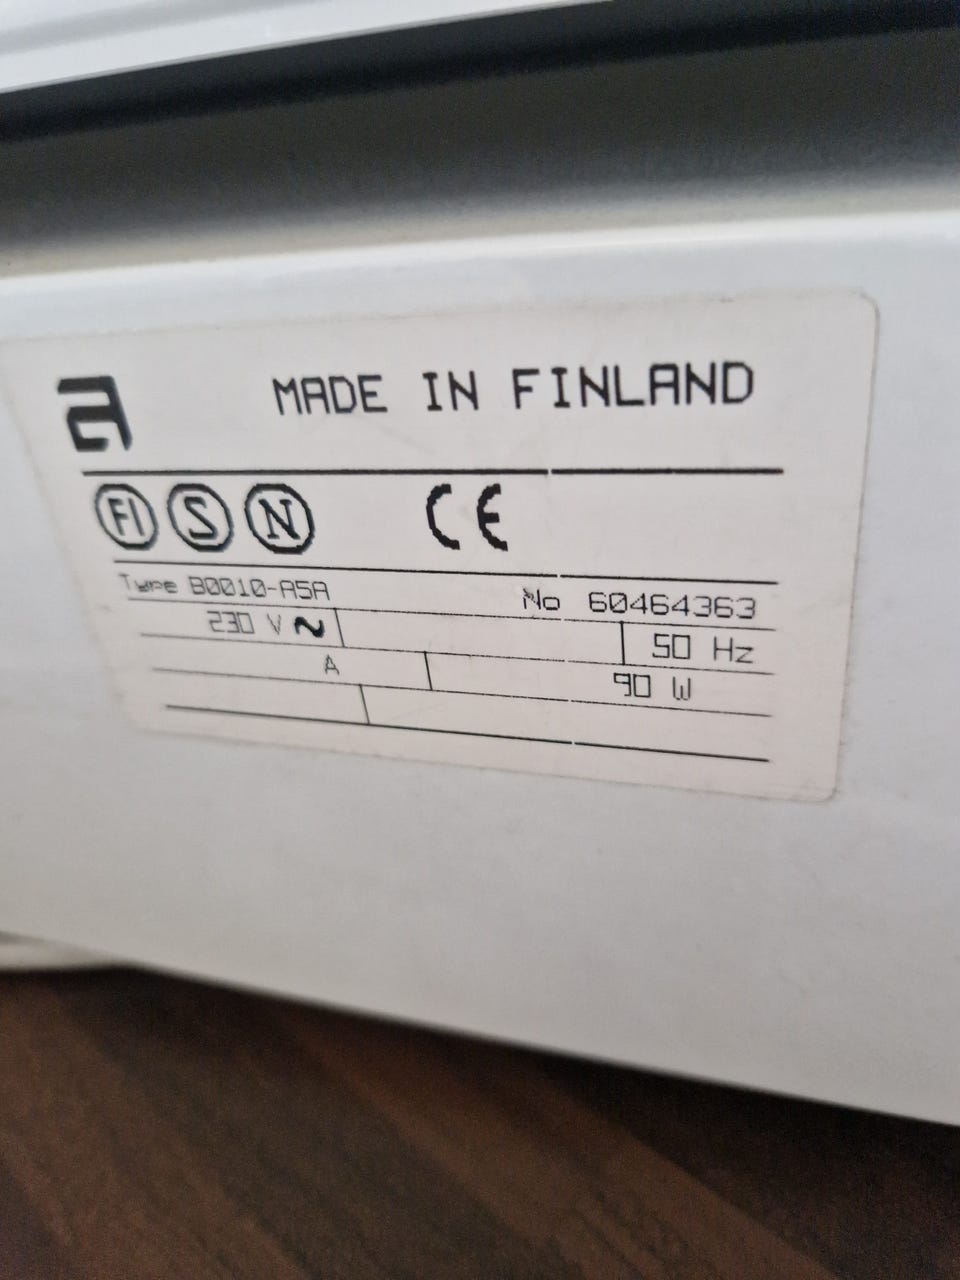 a
MADE IN FINLAND
FI S N CE
Type B0010-A5A No 60464363
230 V ~ 50 Hz
A 90 W